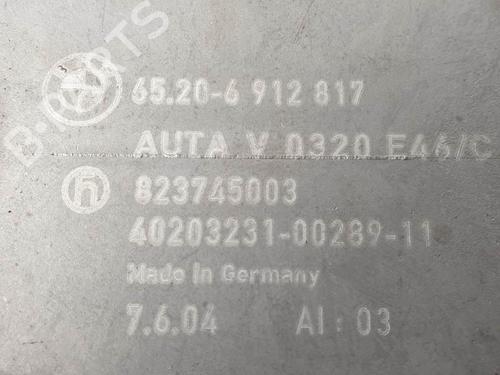 B-PARTS
65.20-6 912 817
AUTA V 0320 E46/C
h 823745003
40203231-00289-11
Made in Germany
7.6.04 AI: 03